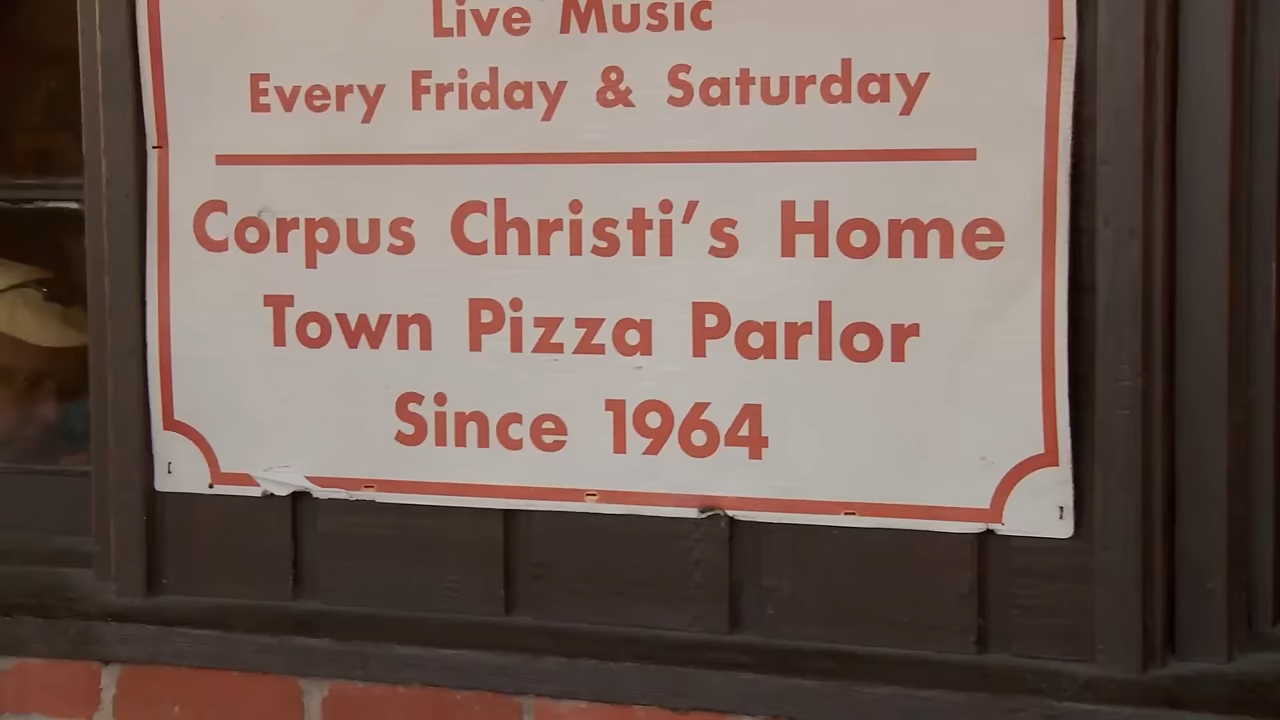 Live Music
Every Friday & Saturday
Corpus Christi's Home
Town Pizza Parlor
Since 1964